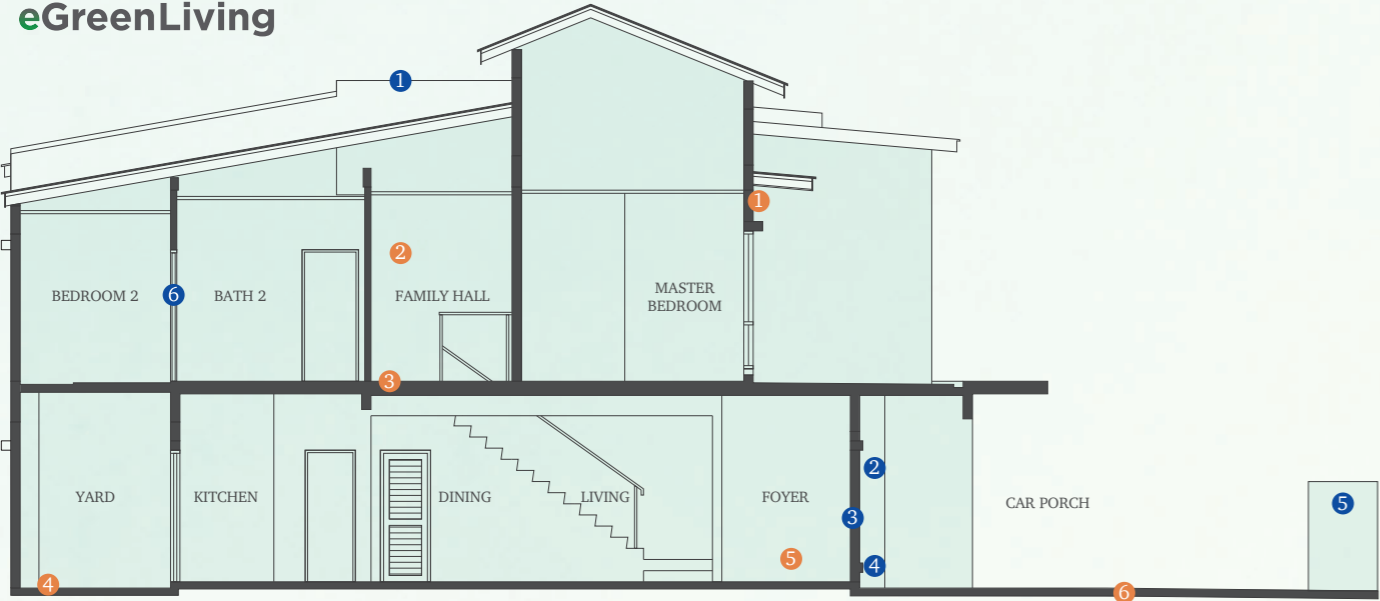 eGreenLiving
1
1
2
BEDROOM 2
6
BATH 2
FAMILY HALL
MASTER
BEDROOM
3
2
YARD
KITCHEN
DINING
LIVING
FOYER
CAR PORCH
5
3
5
4
4
6